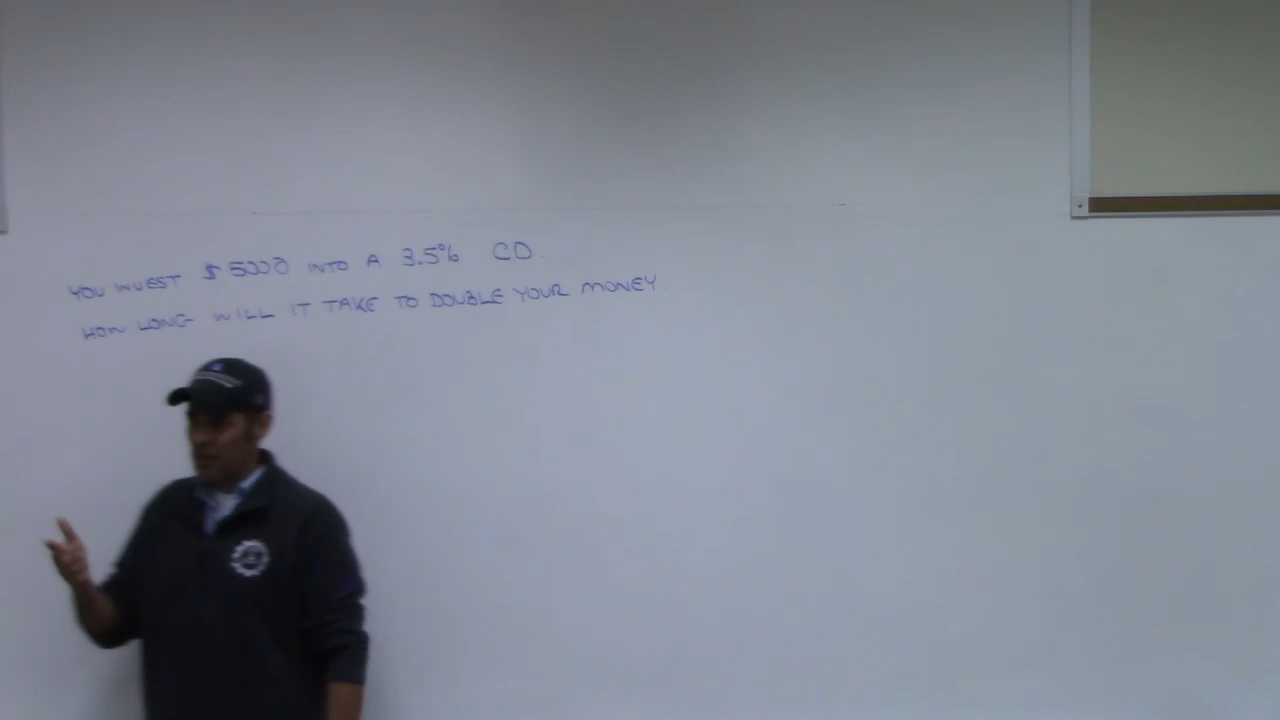 YOU INVEST $5000 INTO A 3.5% CD.
HOW LONG WILL IT TAKE TO DOUBLE YOUR MONEY.